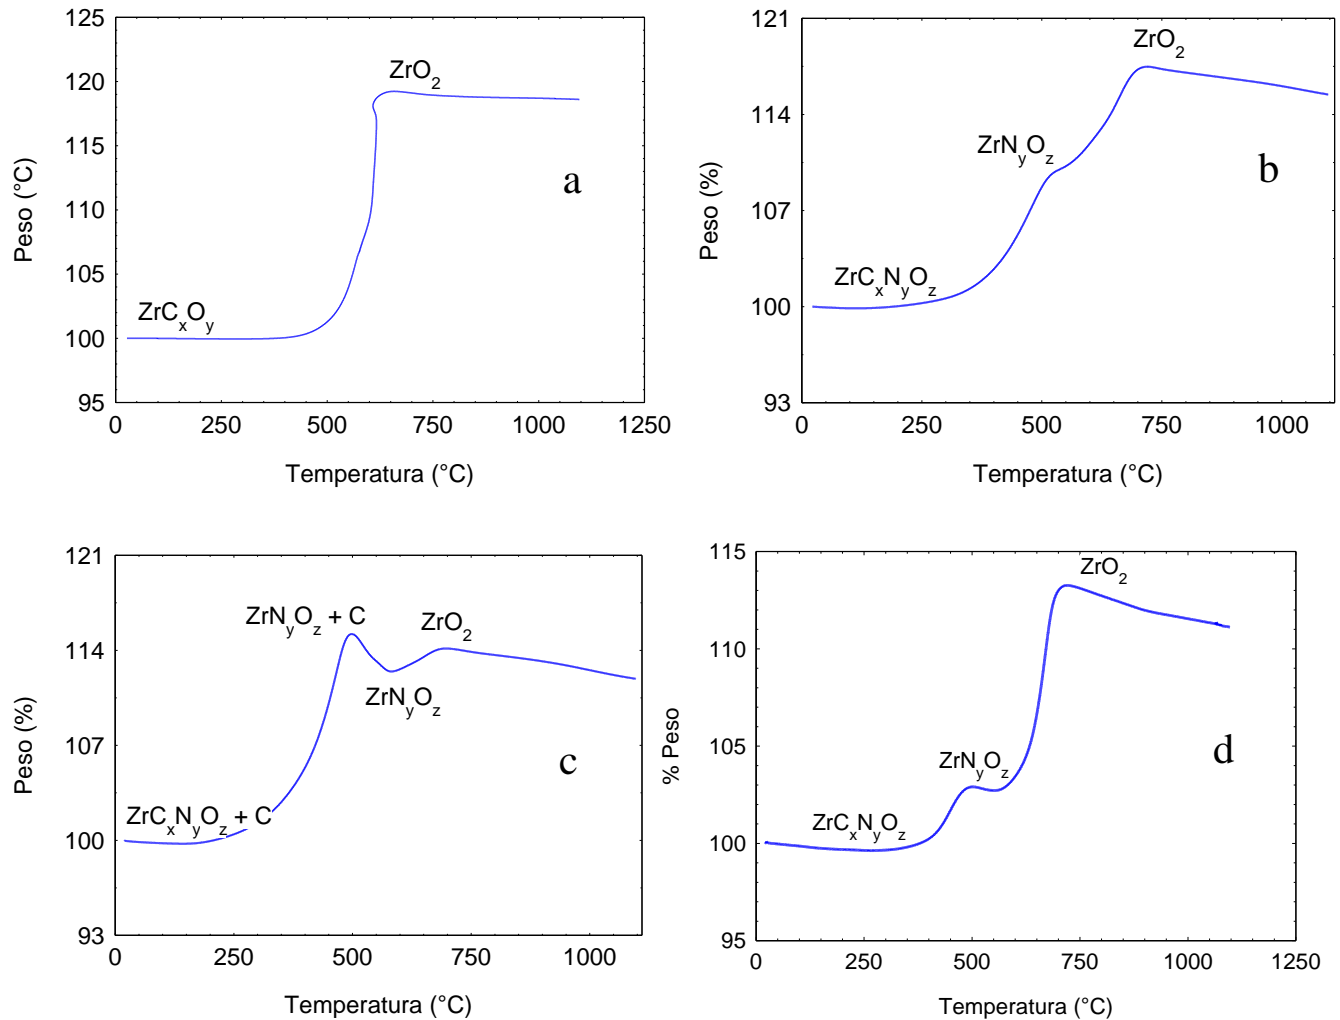 125
120
115
110
105
100
95
Peso (°C)
ZrO2
ZrCxOy
a
0 250 500 750 1000 1250
Temperatura (°C)
121
114
107
100
93
Peso (%)
ZrO2
ZrNyOz
ZrCxNyOz
b
0 250 500 750 1000
Temperatura (°C)
121
114
107
100
93
Peso (%)
ZrNyOz + C
ZrO2
ZrNyOz
ZrCxNyOz + C
c
0 250 500 750 1000
Temperatura (°C)
115
110
105
100
95
% Peso
ZrO2
ZrNyOz
ZrCxNyOz
d
0 250 500 750 1000 1250
Temperatura (°C)